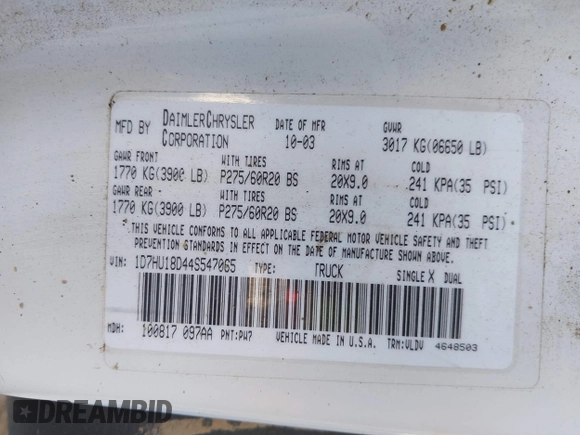 MFD BY DAIMLERCHRYSLER CORPORATION DATE OF MFR 10-03 GVWR 3017 KG(06650 LB)
GAWR FRONT WITH TIRES RIMS AT COLD
1770 KG(3900 LB) P275/60R20 BS 20X9.0 241 KPA(35 PSI)
GAWR REAR WITH TIRES RIMS AT COLD
1770 KG(3900 LB) P275/60R20 BS 20X9.0 241 KPA(35 PSI)
THIS VEHICLE CONFORMS TO ALL APPLICABLE FEDERAL MOTOR VEHICLE SAFETY AND THEFT
PREVENTION STANDARDS IN EFFECT ON THE DATE OF MANUFACTURE SHOWN ABOVE.
VIN: 1D7HU18D44S547065 TYPE: TRUCK SINGLE X DUAL
MDH: 100817 097AA PNT:PW7 VEHICLE MADE IN U.S.A. TRM:VLDV 4648503
DREAMBID